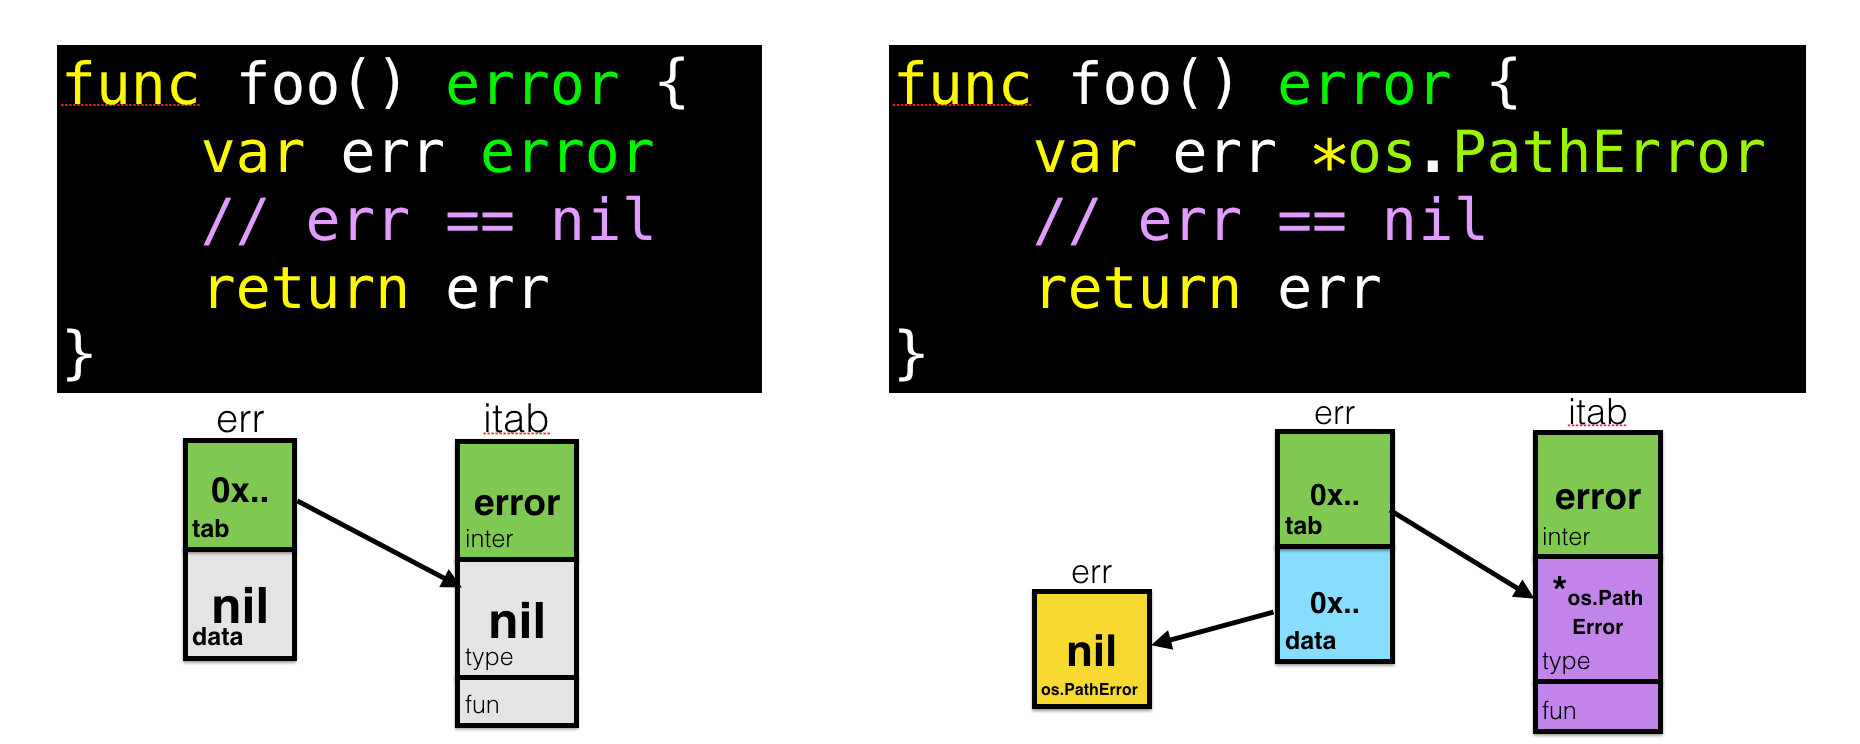 func foo() error {
var err error
// err == nil
return err
}
err
itab
0x..
tab
nil
data
error
inter
nil
type
fun
func foo() error {
var err *os.PathError
// err == nil
return err
}
err
itab
0x..
tab
0x..
data
err
nil
os.PathError
error
inter
*os.Path
Error
type
fun